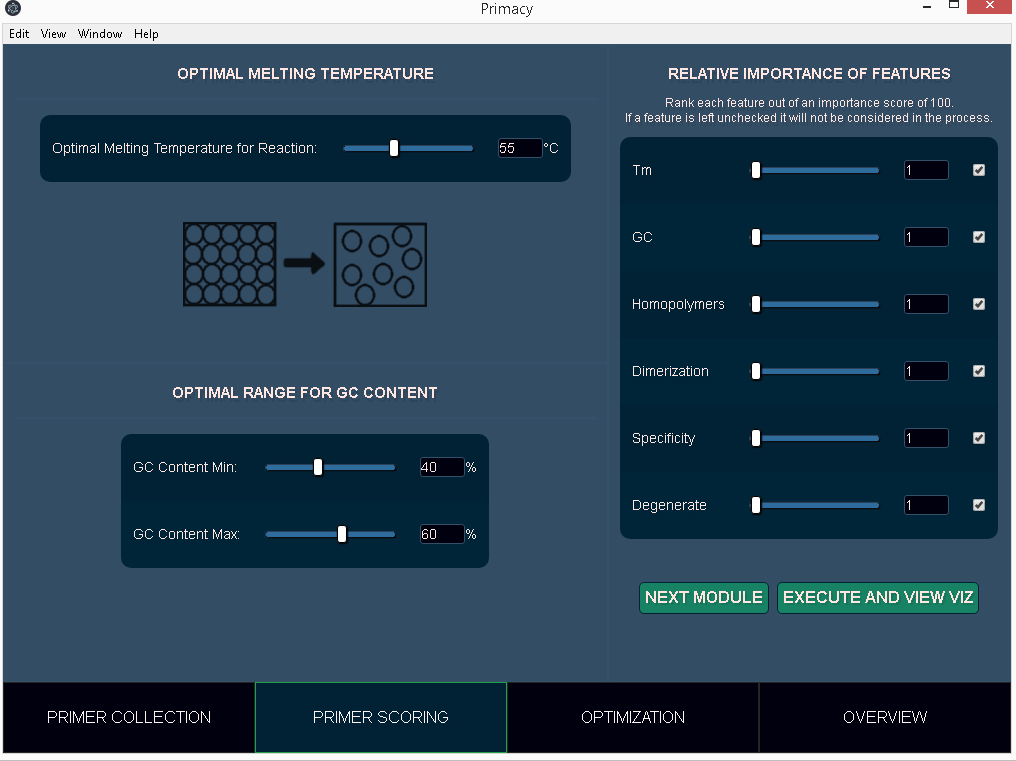 Primacy
Edit View Window Help
OPTIMAL MELTING TEMPERATURE
Optimal Melting Temperature for Reaction: 55 °C
OPTIMAL RANGE FOR GC CONTENT
GC Content Min: 40 %
GC Content Max: 60 %
RELATIVE IMPORTANCE OF FEATURES
Rank each feature out of an importance score of 100.
If a feature is left unchecked it will not be considered in the process.
Tm 1
GC 1
Homopolymers 1
Dimerization 1
Specificity 1
Degenerate 1
NEXT MODULE EXECUTE AND VIEW VIZ
PRIMER COLLECTION PRIMER SCORING OPTIMIZATION OVERVIEW